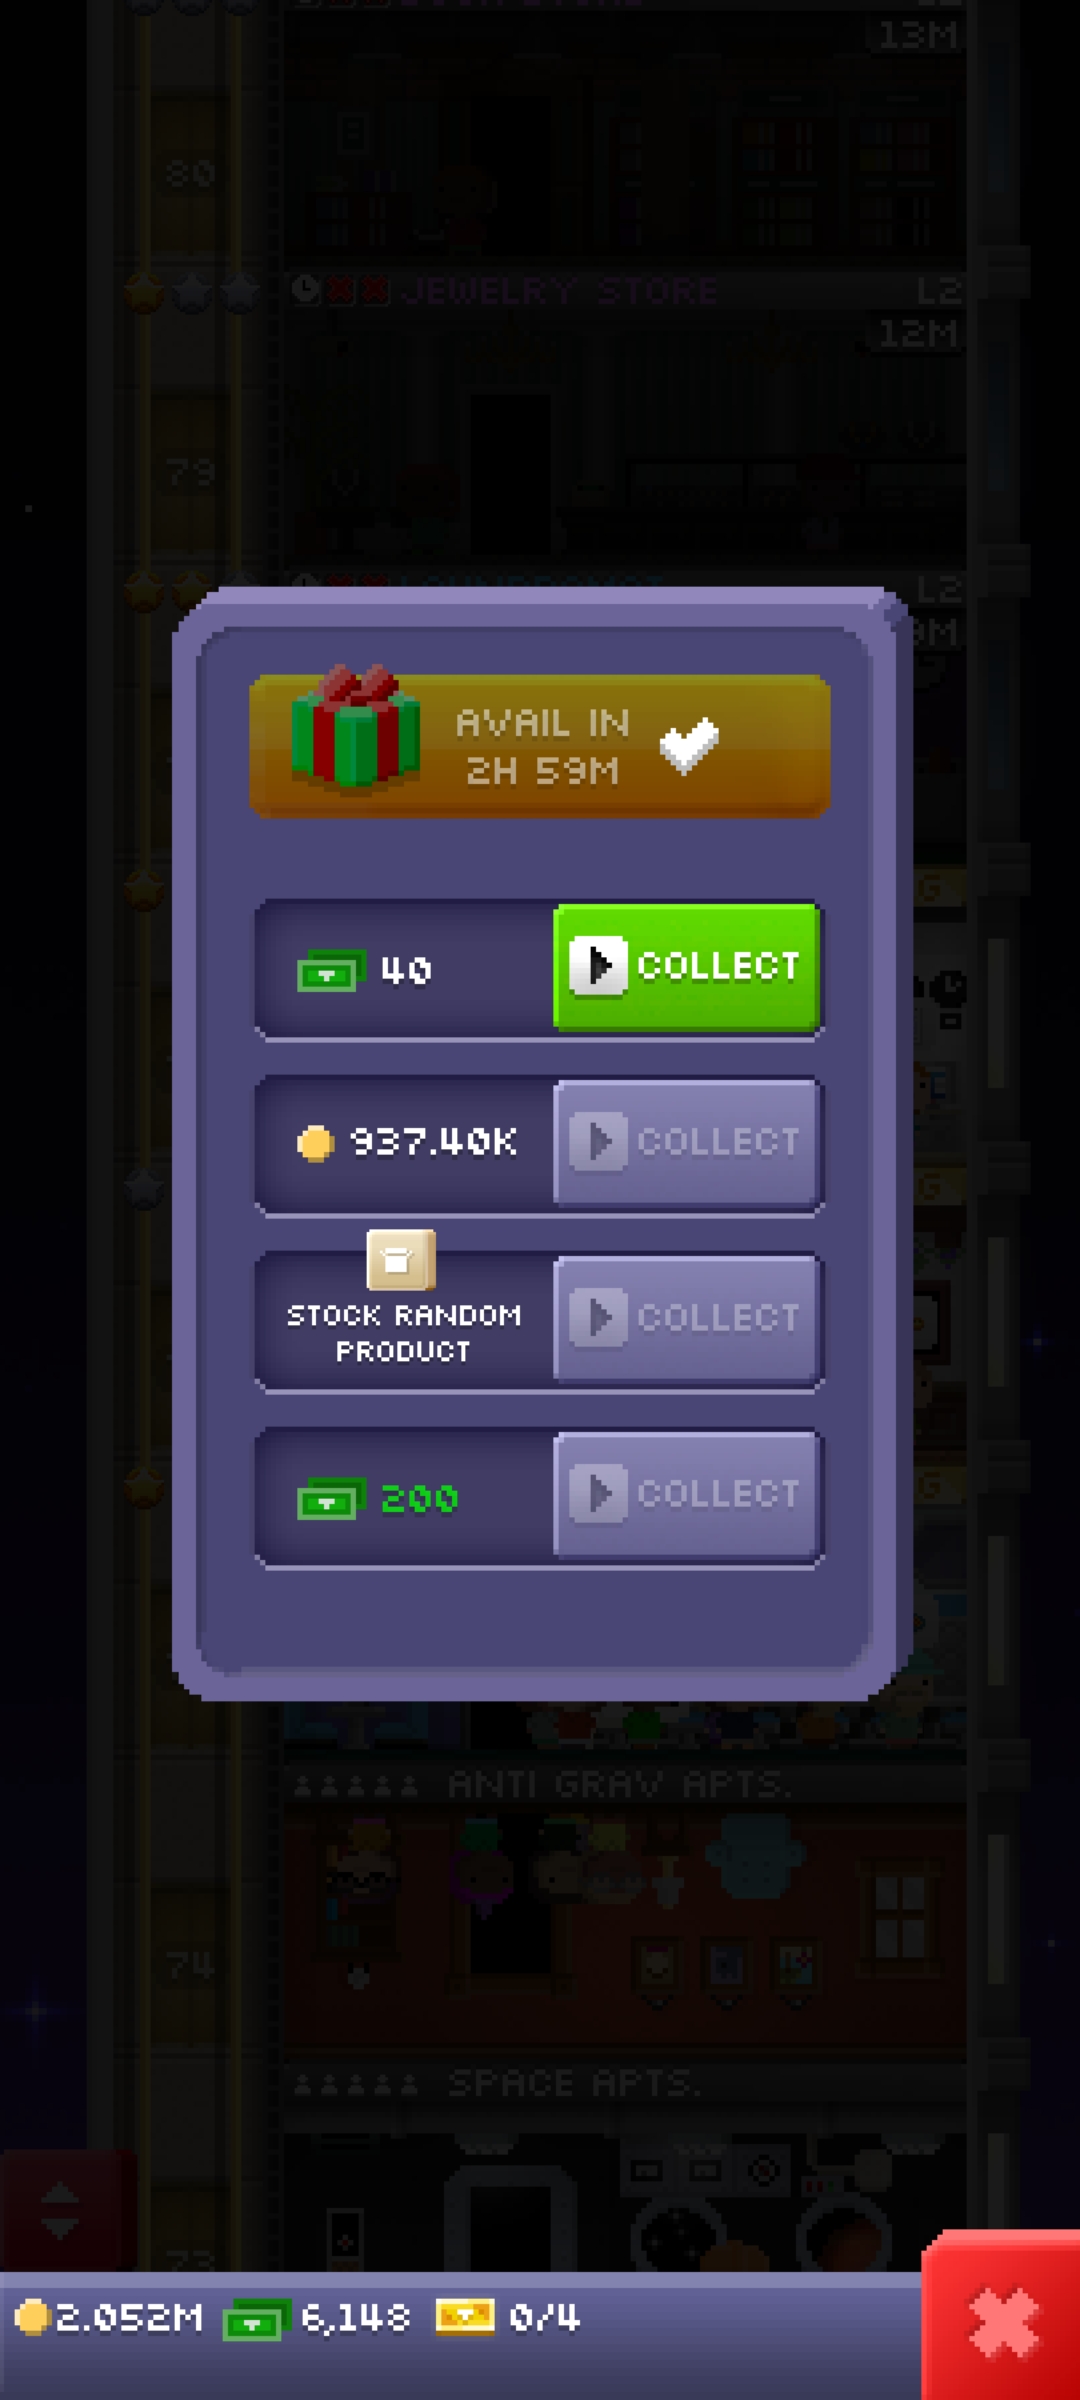 13M
80
JEWELRY STORE L2
12M
79
L2
9M
AVAIL IN
2H 59M
G
40 COLLECT
937.40K COLLECT
G
STOCK RANDOM
PRODUCT
COLLECT
200 COLLECT
G
ANTI GRAV APTS.
74
SPACE APTS.
73
2.052M 6,148 0/4